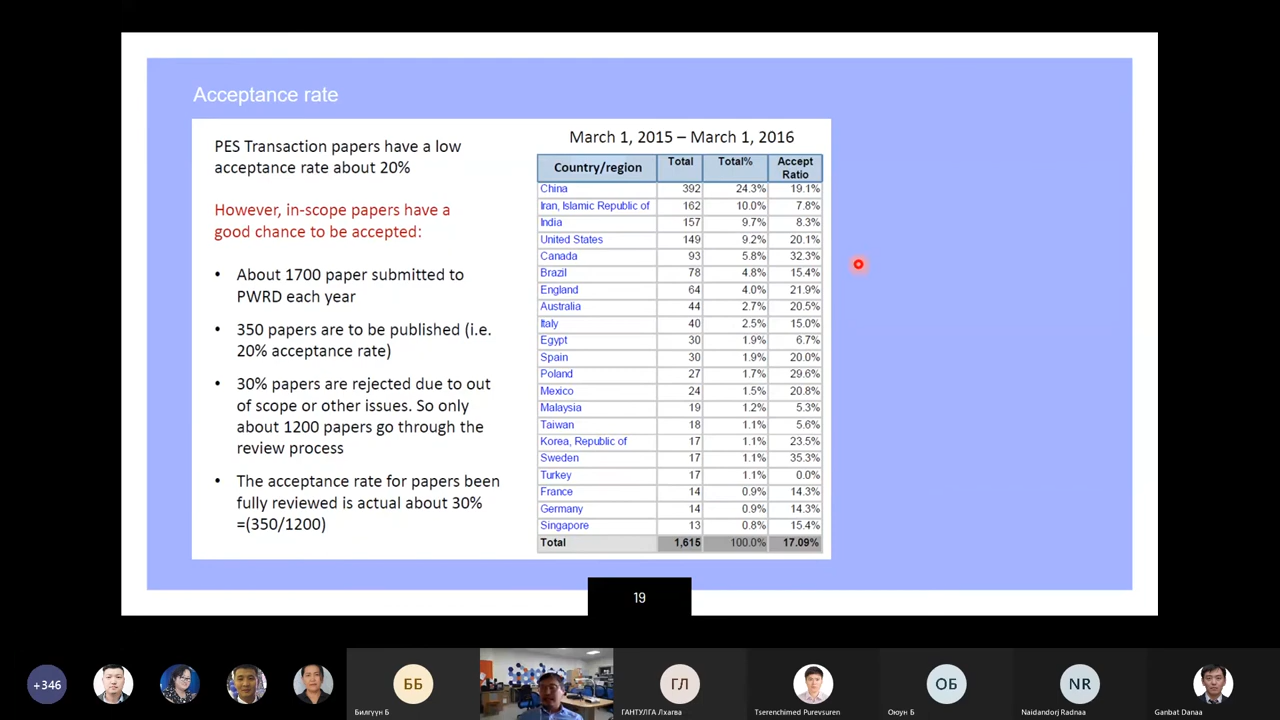 Acceptance rate
PES Transaction papers have a low
acceptance rate about 20%
However, in-scope papers have a
good chance to be accepted:
• About 1700 paper submitted to
PWRD each year
• 350 papers are to be published (i.e.
20% acceptance rate)
• 30% papers are rejected due to out
of scope or other issues. So only
about 1200 papers go through the
review process
• The acceptance rate for papers been
fully reviewed is actual about 30%
=(350/1200)
March 1, 2015 – March 1, 2016
Country/region Total Total% Accept Ratio
China 392 24.3% 19.1%
Iran, Islamic Republic of 162 10.0% 7.8%
India 157 9.7% 8.3%
United States 149 9.2% 20.1%
Canada 93 5.8% 32.3%
Brazil 78 4.8% 15.4%
England 64 4.0% 21.9%
Australia 44 2.7% 20.5%
Italy 40 2.5% 15.0%
Egypt 30 1.9% 6.7%
Spain 30 1.9% 20.0%
Poland 27 1.7% 29.6%
Mexico 24 1.5% 20.8%
Malaysia 19 1.2% 5.3%
Taiwan 18 1.1% 5.6%
Korea, Republic of 17 1.1% 23.5%
Sweden 17 1.1% 35.3%
Turkey 17 1.1% 0.0%
France 14 0.9% 14.3%
Germany 14 0.9% 14.3%
Singapore 13 0.8% 15.4%
Total 1,615 100.0% 17.09%
19
+346
ББ
Билгүүн Б
ГЛ
ГАНТУЛГА Лхагва
Tserenchimed Purevsuren
ОБ
Оюун Б
NR
Naidandorj Radnaa
Ganbat Danaa